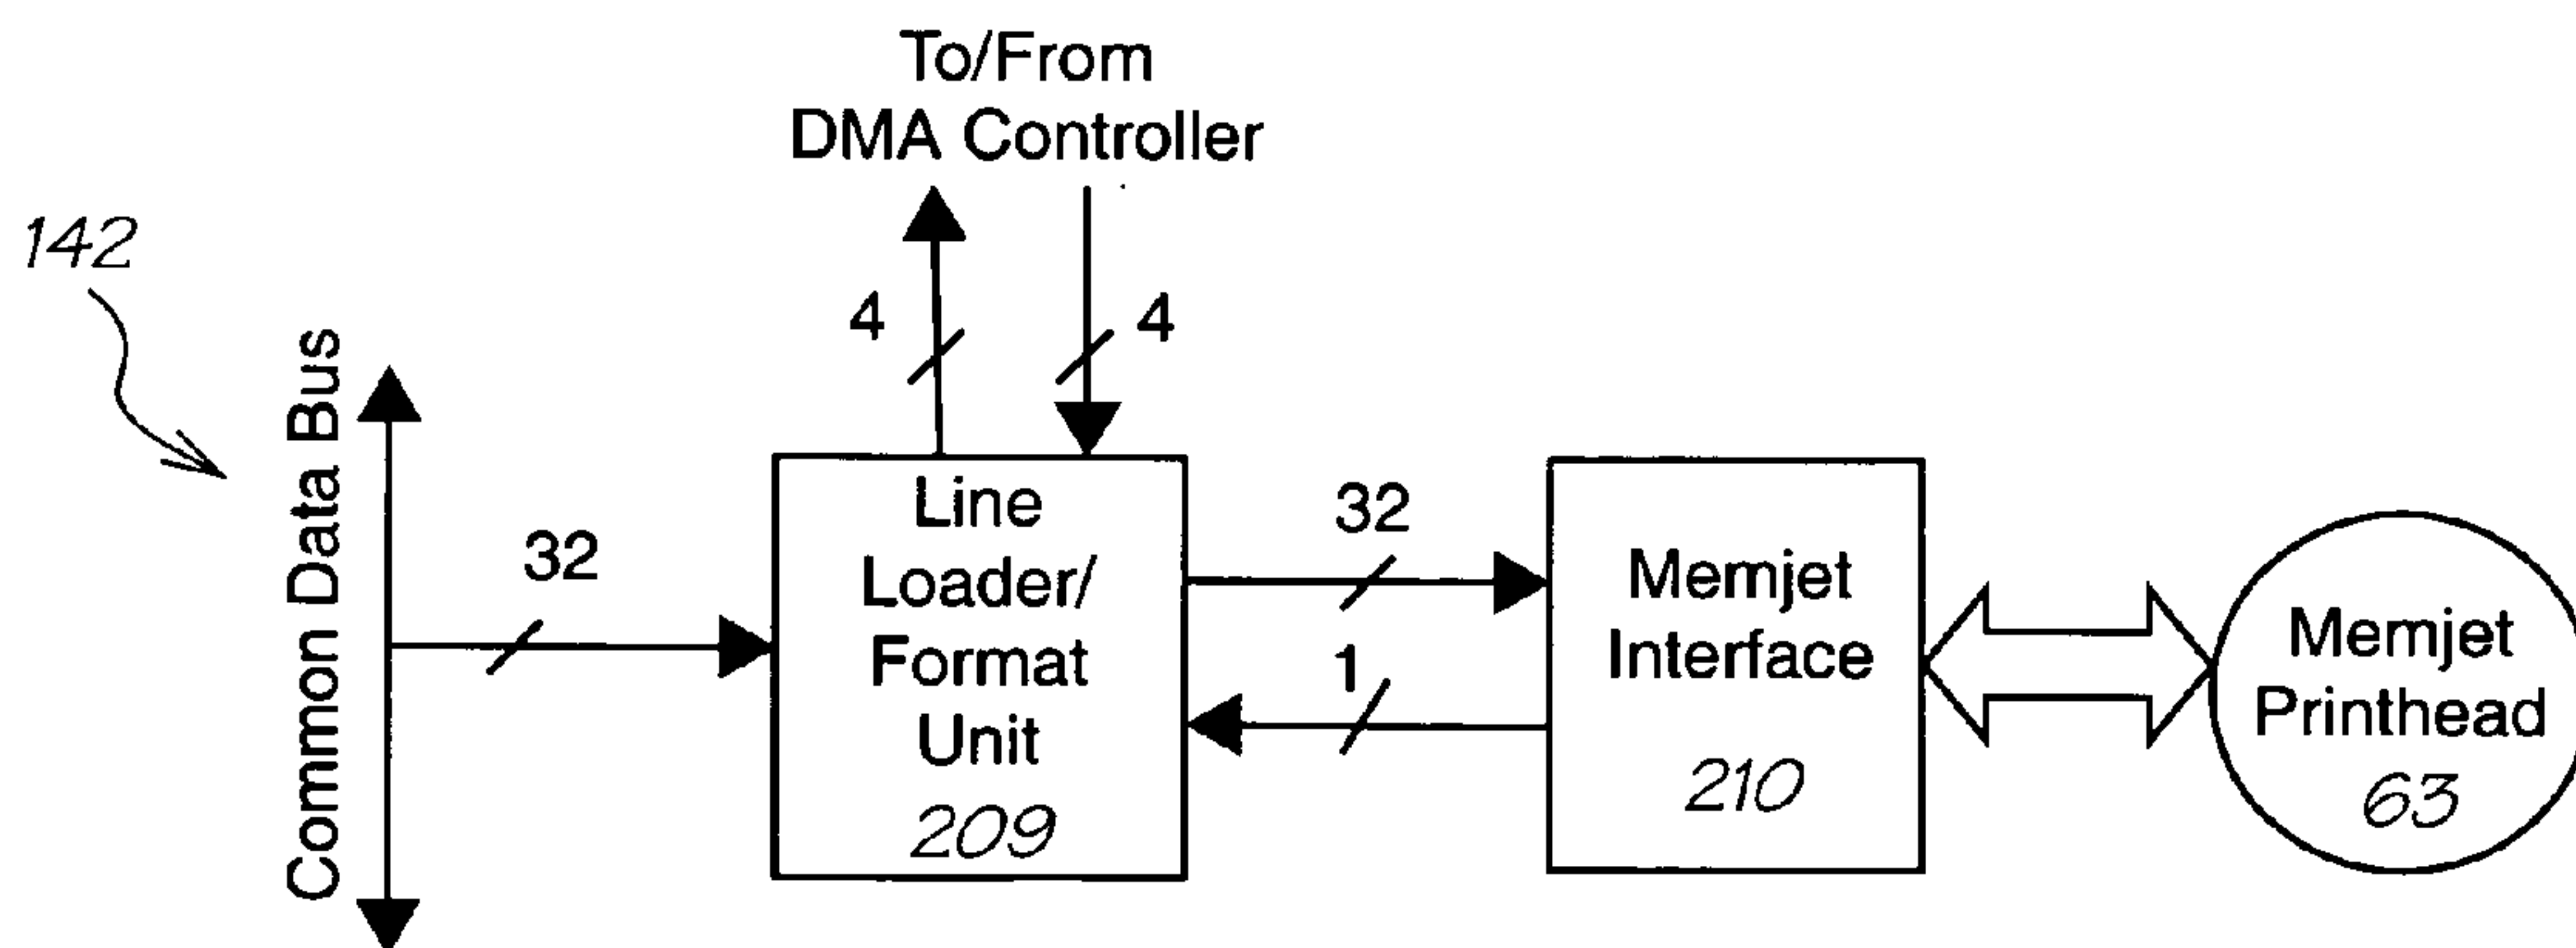 To/From
DMA Controller
142
4
4
Common Data Bus
32
Line
Loader/
Format
Unit
209
32
1
Memjet
Interface
210
Memjet
Printhead
63